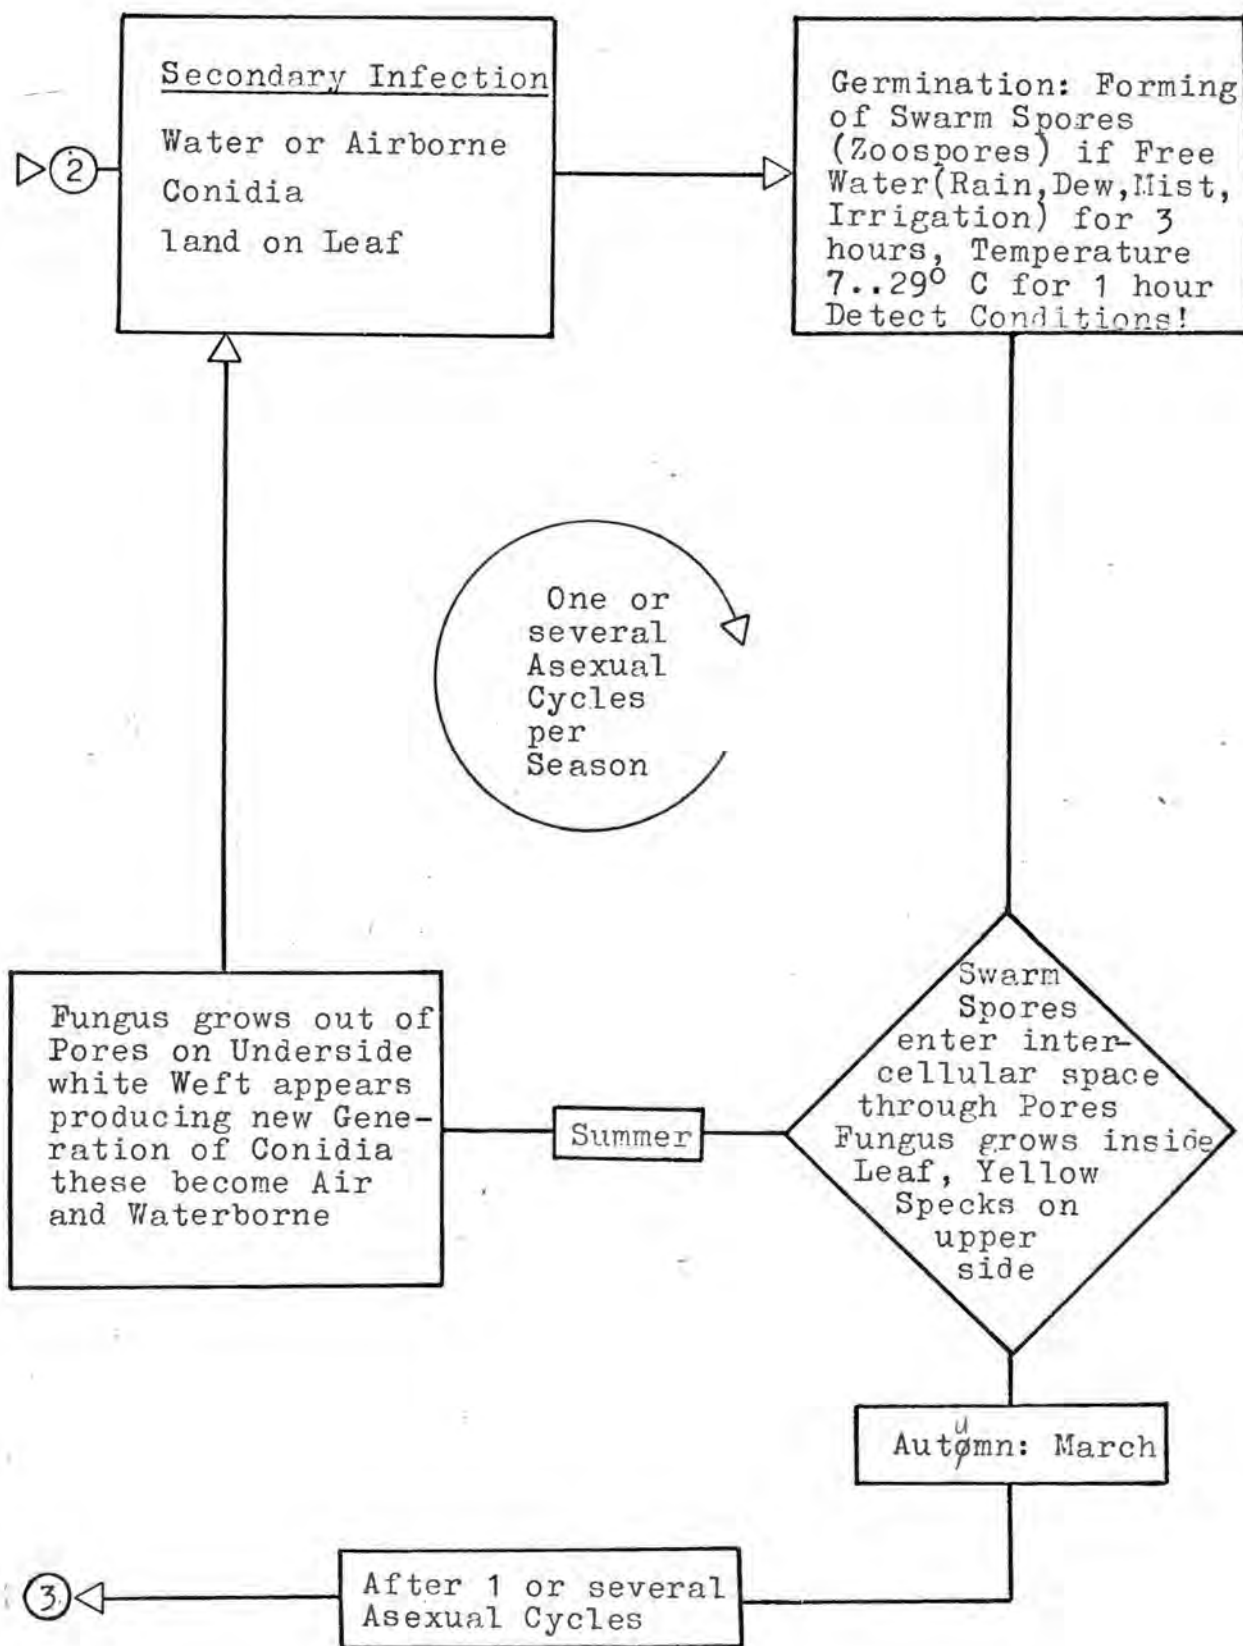 2
Secondary Infection
Water or Airborne
Conidia
land on Leaf
Germination: Forming
of Swarm Spores
(Zoospores) if Free
Water(Rain,Dew,Mist,
Irrigation) for 3
hours, Temperature
7..29° C for 1 hour
Detect Conditions!
One or
several
Asexual
Cycles
per
Season
Swarm
Spores
enter inter-
cellular space
through Pores
Fungus grows inside
Leaf, Yellow
Specks on
upper
side
Summer
Fungus grows out of
Pores on Underside
white Weft appears
producing new Gene-
ration of Conidia
these become Air
and Waterborne
Autumn: March
After 1 or several
Asexual Cycles
3